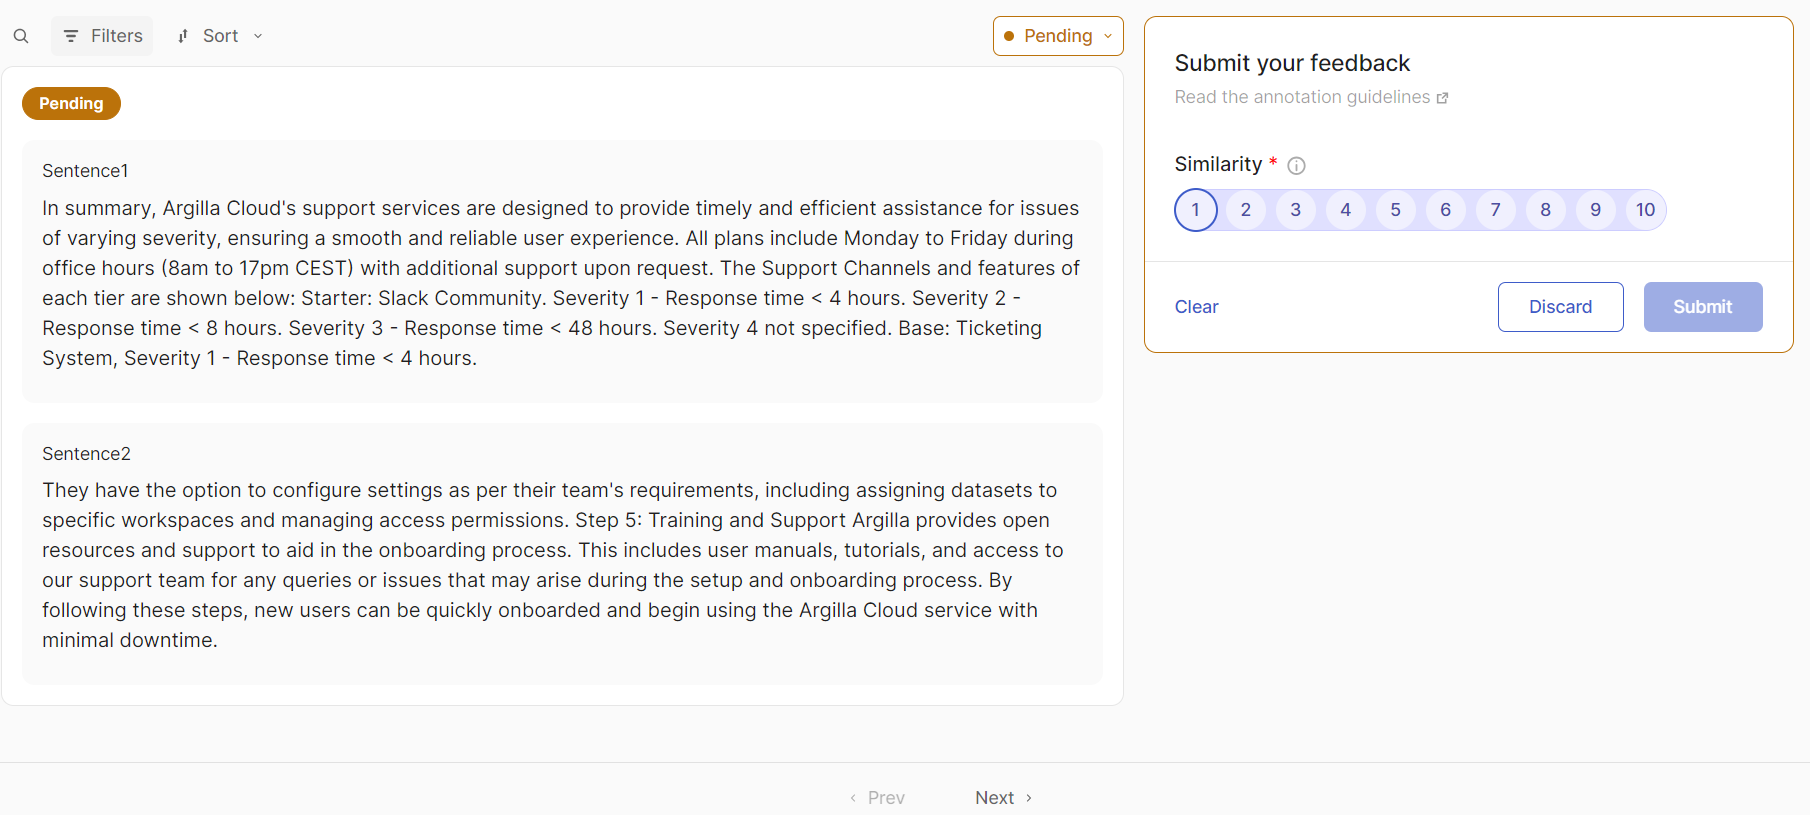 Filters
Sort
Pending
Pending
Sentence1
In summary, Argilla Cloud's support services are designed to provide timely and efficient assistance for issues
of varying severity, ensuring a smooth and reliable user experience. All plans include Monday to Friday during
office hours (8am to 17pm CEST) with additional support upon request. The Support Channels and features of
each tier are shown below: Starter: Slack Community. Severity 1 - Response time < 4 hours. Severity 2 -
Response time < 8 hours. Severity 3 - Response time < 48 hours. Severity 4 not specified. Base: Ticketing
System, Severity 1 - Response time < 4 hours.
Sentence2
They have the option to configure settings as per their team's requirements, including assigning datasets to
specific workspaces and managing access permissions. Step 5: Training and Support Argilla provides open
resources and support to aid in the onboarding process. This includes user manuals, tutorials, and access to
our support team for any queries or issues that may arise during the setup and onboarding process. By
following these steps, new users can be quickly onboarded and begin using the Argilla Cloud service with
minimal downtime.
Submit your feedback
Read the annotation guidelines
Similarity *
1 2 3 4 5 6 7 8 9 10
Clear
Discard
Submit
Prev
Next